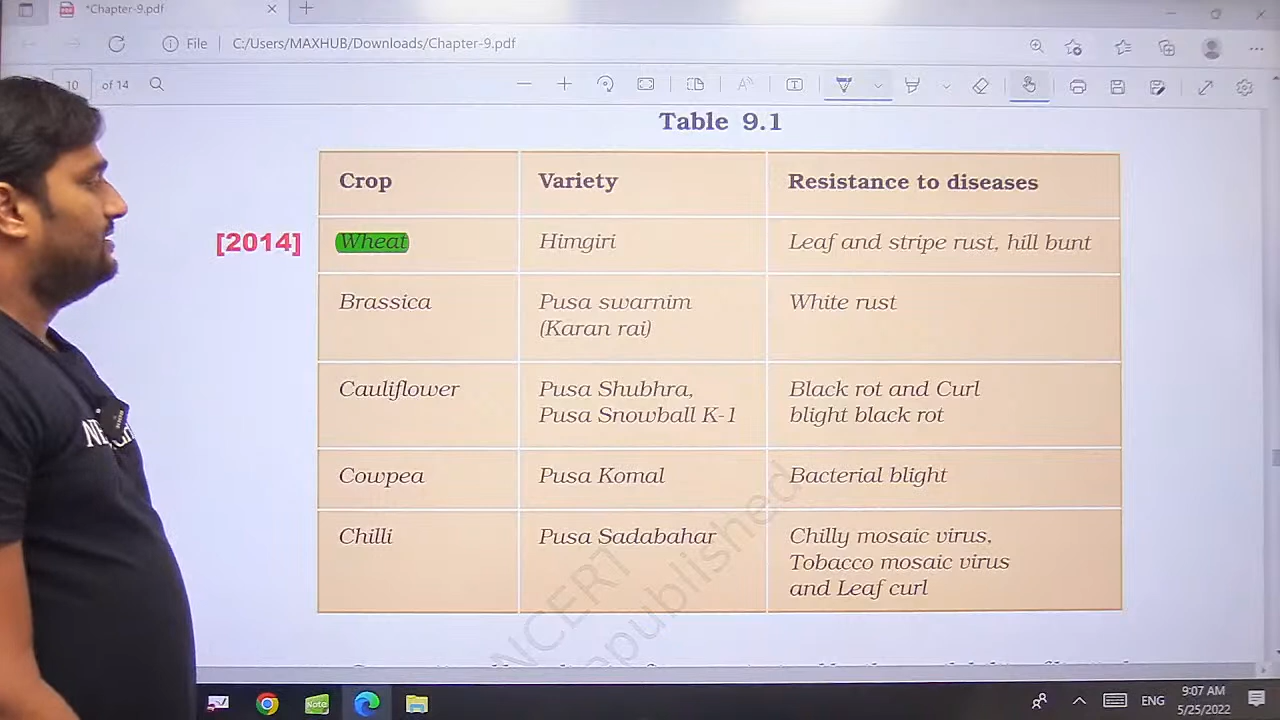 *Chapter-9.pdf
File C:/Users/MAXHUB/Downloads/Chapter-9.pdf
10 of 14
Table 9.1
Crop Variety Resistance to diseases
[2014] Wheat Himgiri Leaf and stripe rust, hill bunt
Brassica Pusa swarnim White rust
(Karan rai)
Cauliflower Pusa Shubhra, Black rot and Curl
Pusa Snowball K-1 blight black rot
Cowpea Pusa Komal Bacterial blight
Chilli Pusa Sadabahar Chilly mosaic virus,
Tobacco mosaic virus
and Leaf curl
NCERT
republished
ENG 9:07 AM
5/25/2022